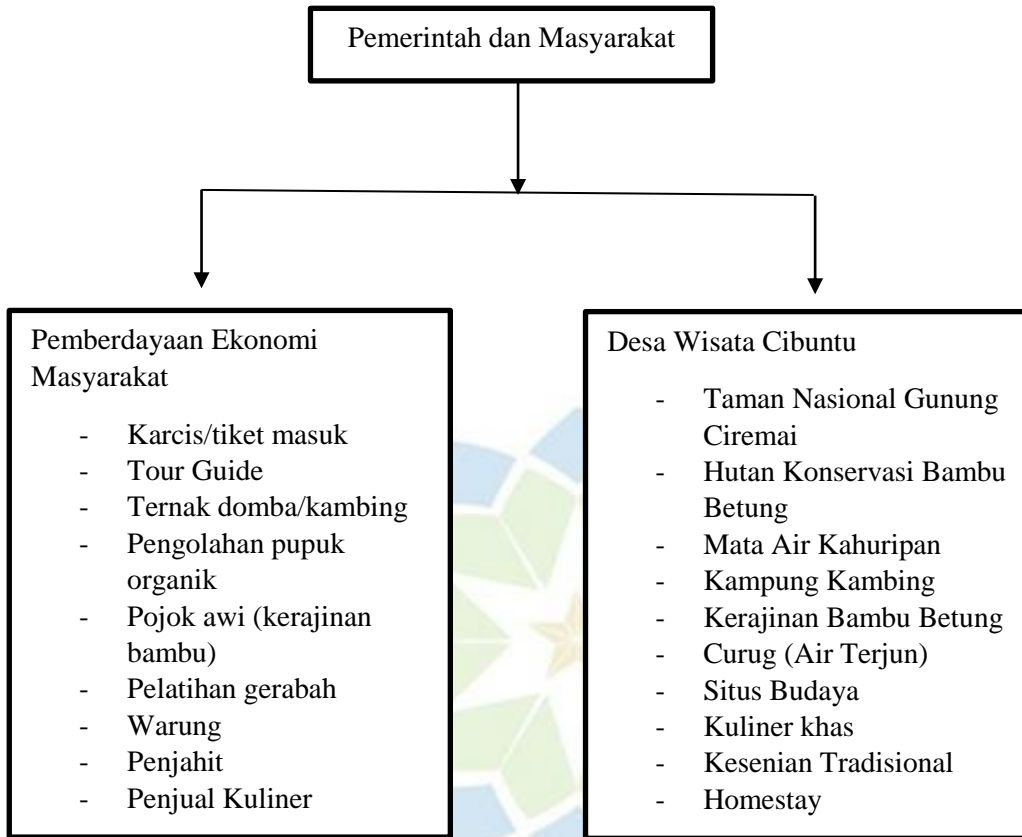 Pemerintah dan Masyarakat
Pemberdayaan Ekonomi
Masyarakat
- Karcis/tiket masuk
- Tour Guide
- Ternak domba/kambing
- Pengolahan pupuk
organik
- Pojok awi (kerajinan
bambu)
- Pelatihan gerabah
- Warung
- Penjahit
- Penjual Kuliner
Desa Wisata Cibuntu
- Taman Nasional Gunung
Ciremai
- Hutan Konservasi Bambu
Betung
- Mata Air Kahuripan
- Kampung Kambing
- Kerajinan Bambu Betung
- Curug (Air Terjun)
- Situs Budaya
- Kuliner khas
- Kesenian Tradisional
- Homestay